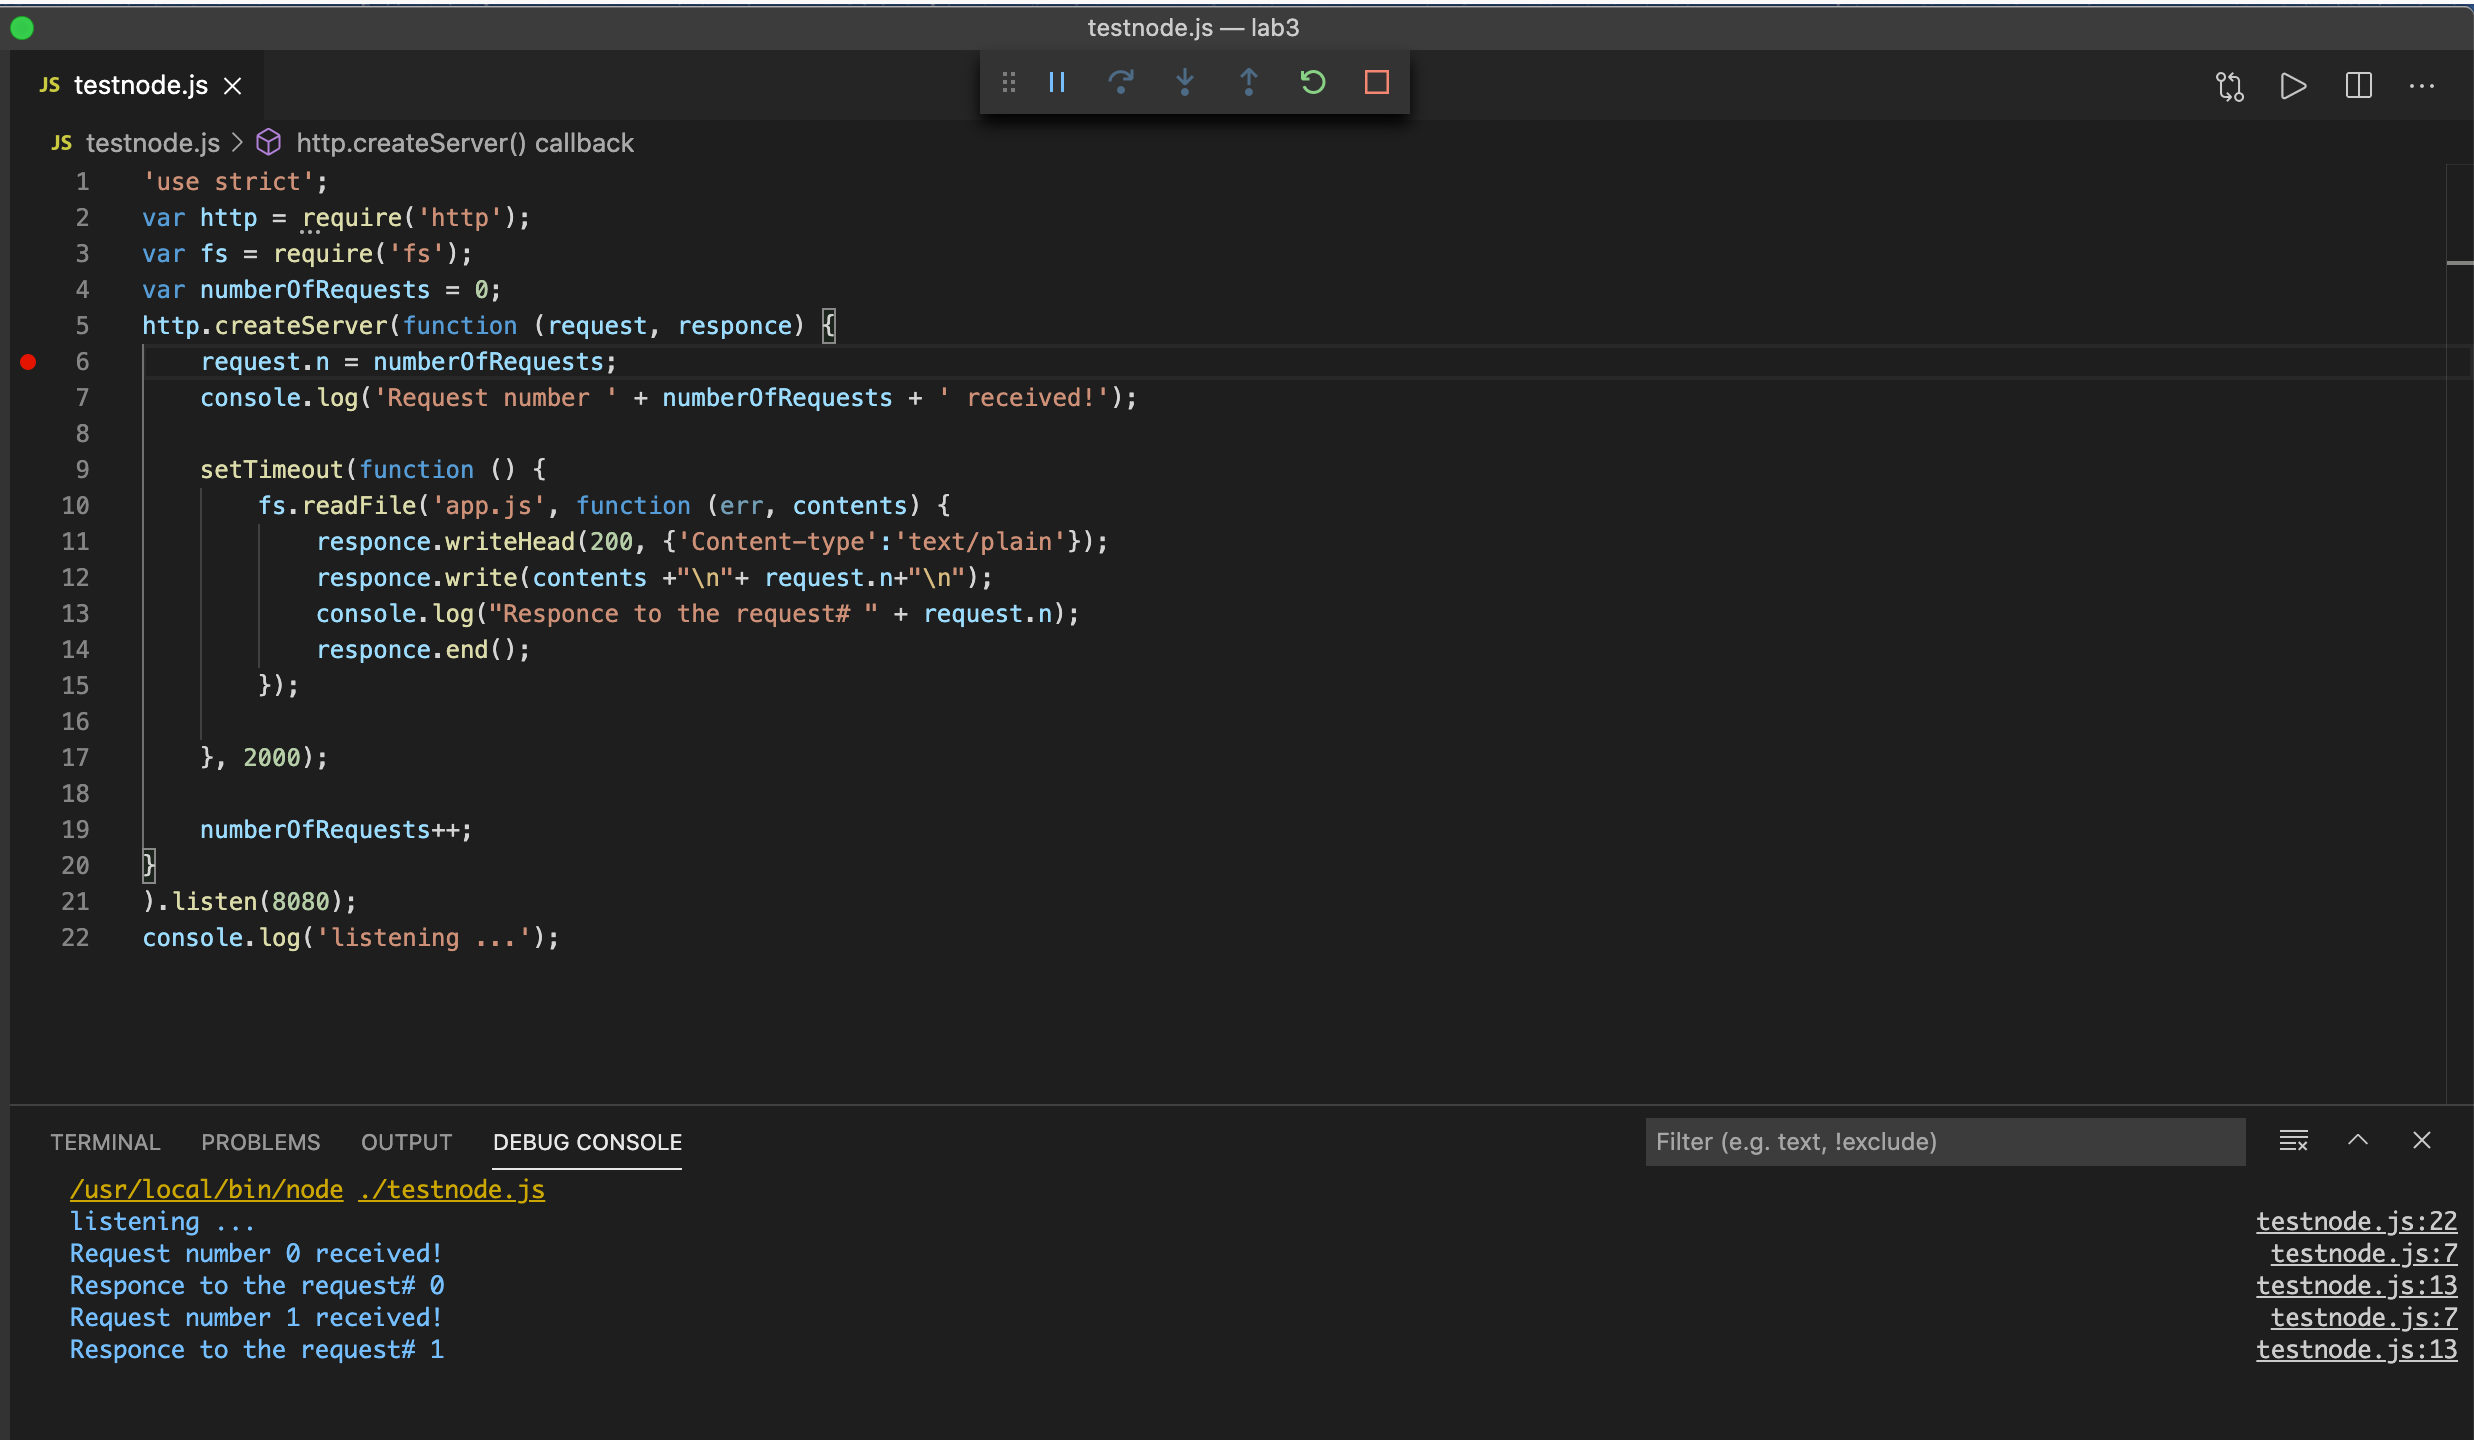 testnode.js — lab3
JS testnode.js
JS testnode.js > http.createServer() callback
1 'use strict';
2 var http = require('http');
3 var fs = require('fs');
4 var numberOfRequests = 0;
5 http.createServer(function (request, responce) {
6     request.n = numberOfRequests;
7     console.log('Request number ' + numberOfRequests + ' received!');
8
9     setTimeout(function () {
10         fs.readFile('app.js', function (err, contents) {
11             responce.writeHead(200, {'Content-type':'text/plain'});
12             responce.write(contents +"\n"+ request.n+"\n");
13             console.log("Responce to the request# " + request.n);
14             responce.end();
15         });
16
17     }, 2000);
18
19     numberOfRequests++;
20 }
21 ).listen(8080);
22 console.log('listening ...');
TERMINAL PROBLEMS OUTPUT DEBUG CONSOLE Filter (e.g. text, !exclude)
/usr/local/bin/node ./testnode.js
listening ... testnode.js:22
Request number 0 received! testnode.js:7
Responce to the request# 0 testnode.js:13
Request number 1 received! testnode.js:7
Responce to the request# 1 testnode.js:13